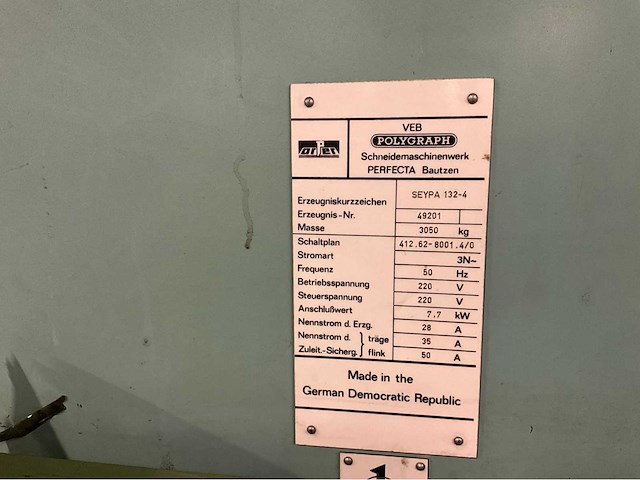 VEB
POLYGRAPH
Schneidemaschinenwerk
PERFECTA Bautzen
Erzeugniskurzzeichen SEYPA 132-4
Erzeugnis-Nr. 49201
Masse 3050 kg
Schaltplan 412.62-8001.4/0
Stromart 3N~
Frequenz 50 Hz
Betriebsspannung 220 V
Steuerspannung 220 V
Anschlußwert 7.7 kW
Nennstrom d. Erzg. 28 A
Nennstrom d. } träge 35 A
Zuleit.-Sicherg. } flink 50 A
Made in the
German Democratic Republic